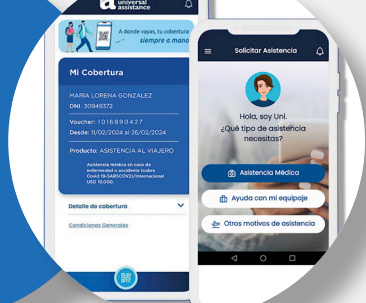 universal
assistance
A donde vayas, tu cobertura
siempre a mano
Mi Cobertura
MARIA LORENA GONZALEZ
DNI: 30949372
Voucher: 1016890427
Desde: 11/02/2024 al 26/02/2024
Producto: ASISTENCIA AL VIAJERO
Asistencia médica en caso de
enfermedad o accidente (cubre
Covid 19-SARSCOV2)/Internacional
USD 10.000.
Detalle de cobertura
Condiciones Generales
Solicitar Asistencia
Hola, soy Uni.
¿Qué tipo de asistencia
necesitas?
Asistencia Médica
Ayuda con mi equipaje
Otros motivos de asistencia